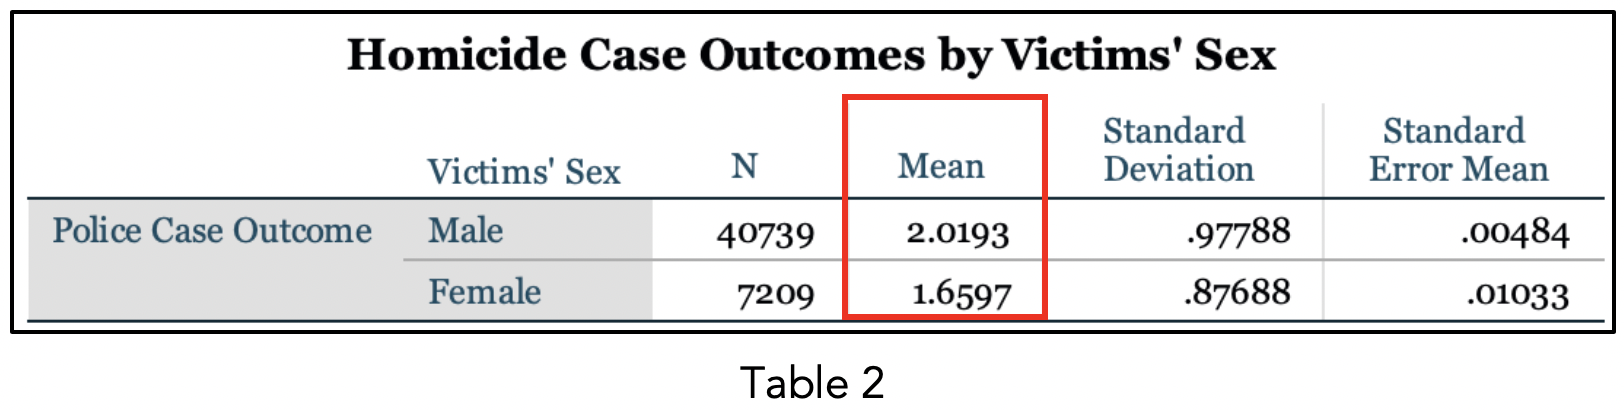 Homicide Case Outcomes by Victims' Sex
Victims' Sex N Mean Standard Deviation Standard Error Mean
Police Case Outcome Male 40739 2.0193 .97788 .00484
Female 7209 1.6597 .87688 .01033
Table 2